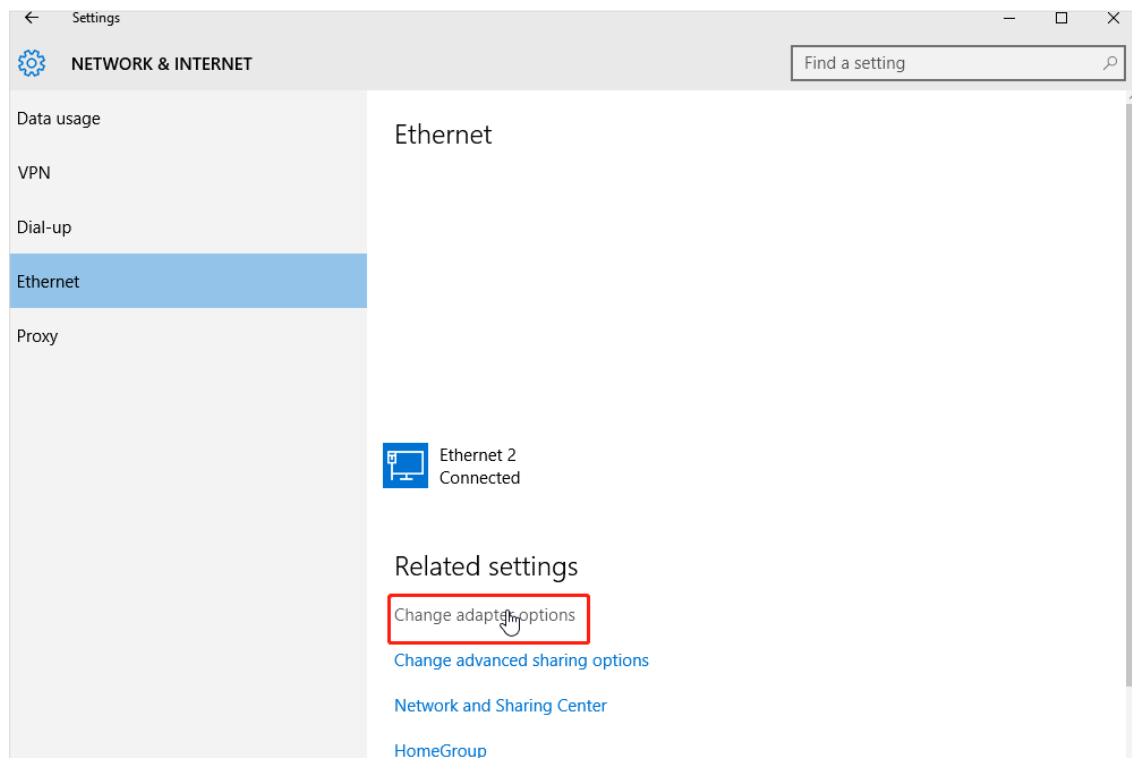 Settings
NETWORK & INTERNET
Find a setting
Data usage
VPN
Dial-up
Ethernet
Proxy
Ethernet
Ethernet 2
Connected
Related settings
Change adapter options
Change advanced sharing options
Network and Sharing Center
HomeGroup